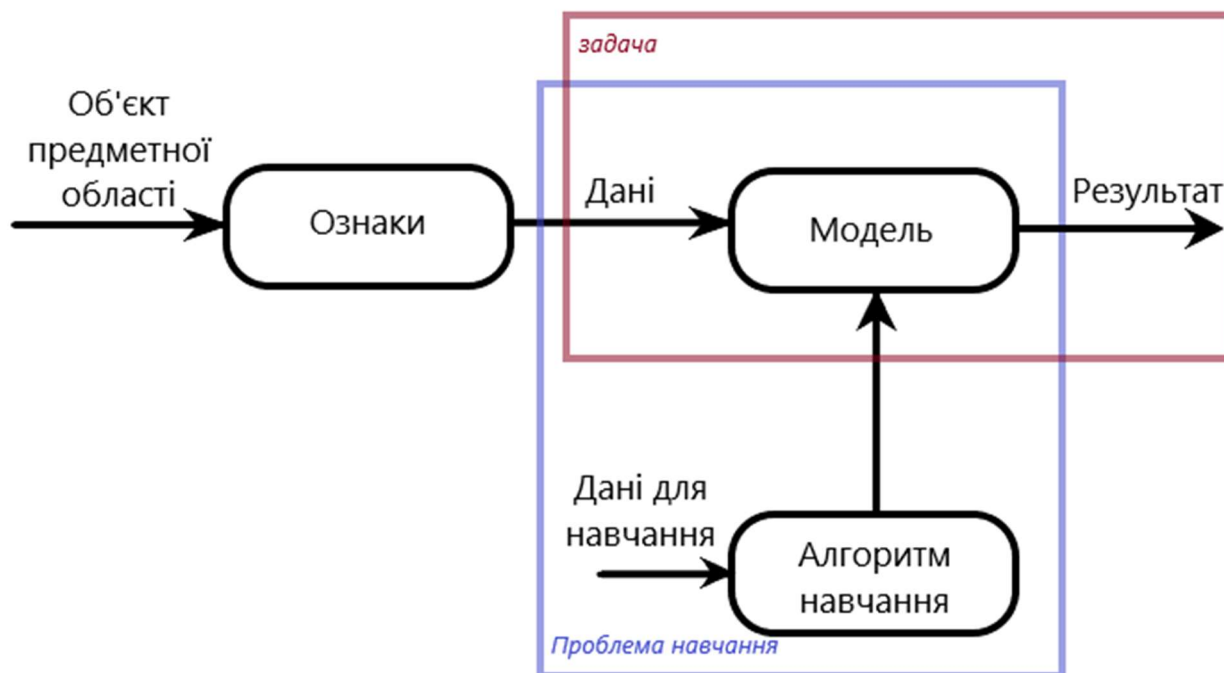 задача
Об'єкт
предметної
області
Ознаки
Дані
Модель
Результат
Дані для
навчання
Алгоритм
навчання
Проблема навчання